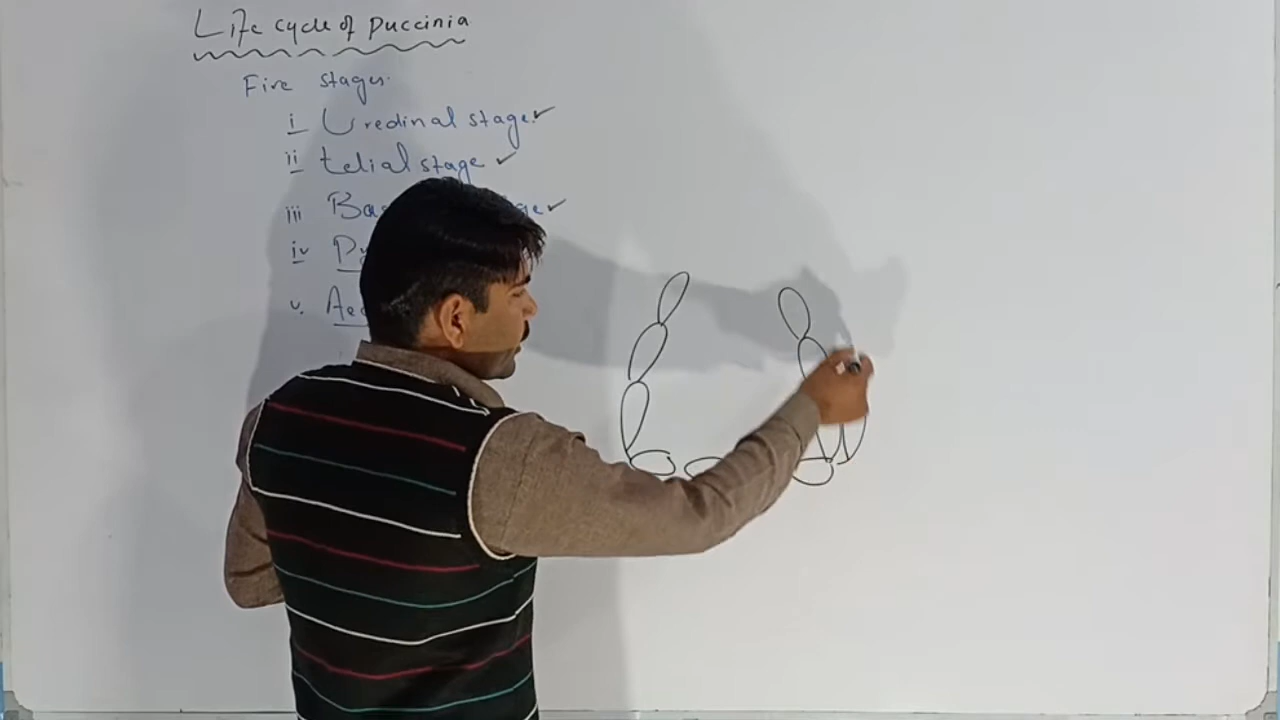 Life cycle of puccinia
Five stages.
i Uredinal stage. ✓
ii telial stage ✓
iii ✓
iv
v.